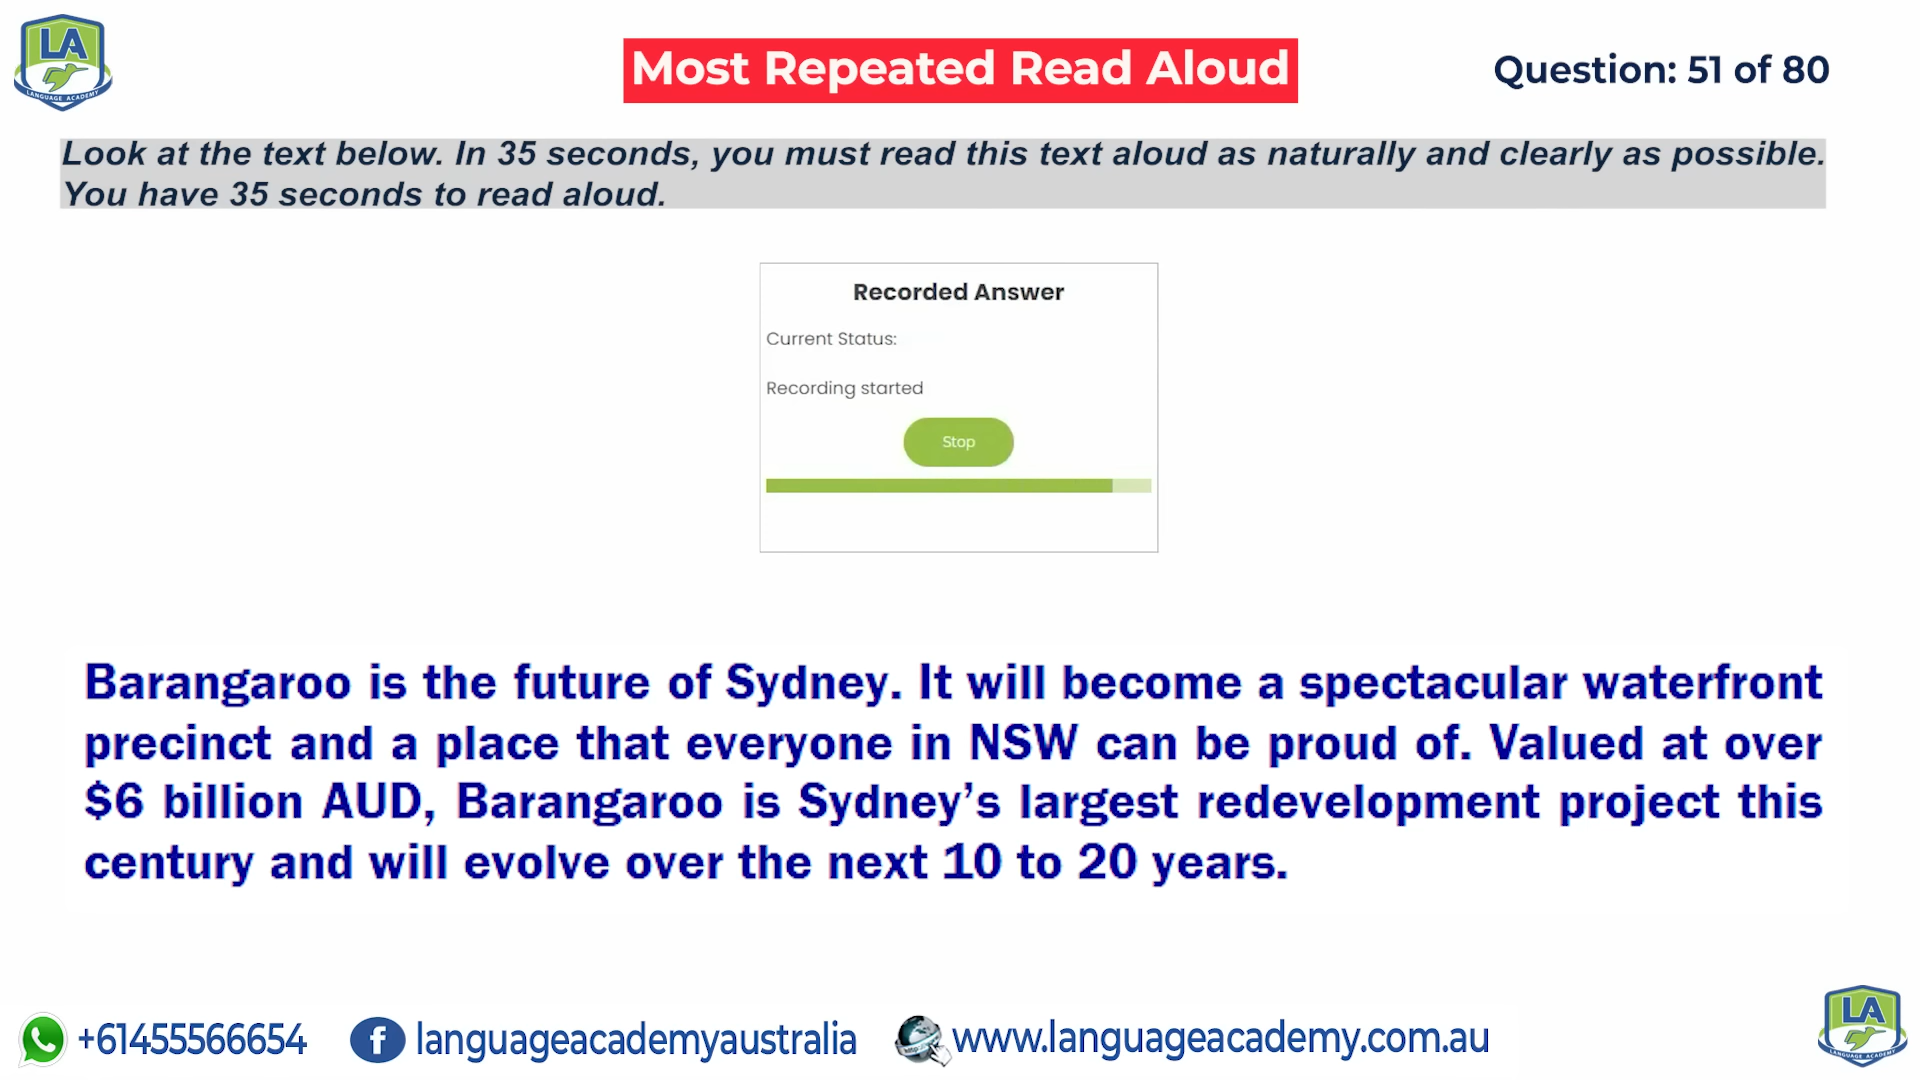 LA
LANGUAGE ACADEMY
Most Repeated Read Aloud
Question: 51 of 80
Look at the text below. In 35 seconds, you must read this text aloud as naturally and clearly as possible.
You have 35 seconds to read aloud.
Recorded Answer
Current Status:
Recording started
Stop
Barangaroo is the future of Sydney. It will become a spectacular waterfront
precinct and a place that everyone in NSW can be proud of. Valued at over
$6 billion AUD, Barangaroo is Sydney's largest redevelopment project this
century and will evolve over the next 10 to 20 years.
+61455566654
f
languageacademyaustralia
www.languageacademy.com.au
LA
LANGUAGE ACADEMY